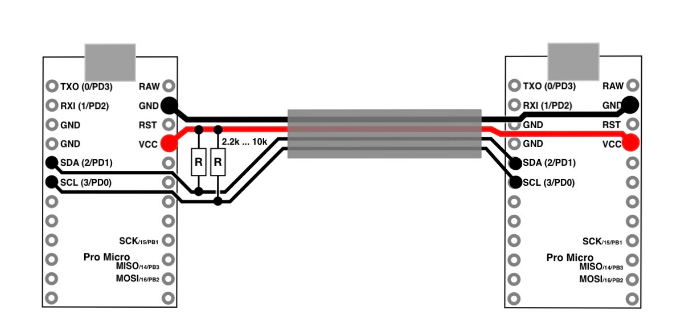 TXO (0/PD3) RAW
RXI (1/PD2) GND
GND RST
GND VCC
SDA (2/PD1)
SCL (3/PD0)
SCK/15/PB1
Pro Micro
MISO/14/PB3
MOSI/16/PB2
2.2k ... 10k
R R
TXO (0/PD3) RAW
RXI (1/PD2) GND
GND RST
GND VCC
SDA (2/PD1)
SCL (3/PD0)
SCK/15/PB1
Pro Micro
MISO/14/PB3
MOSI/16/PB2